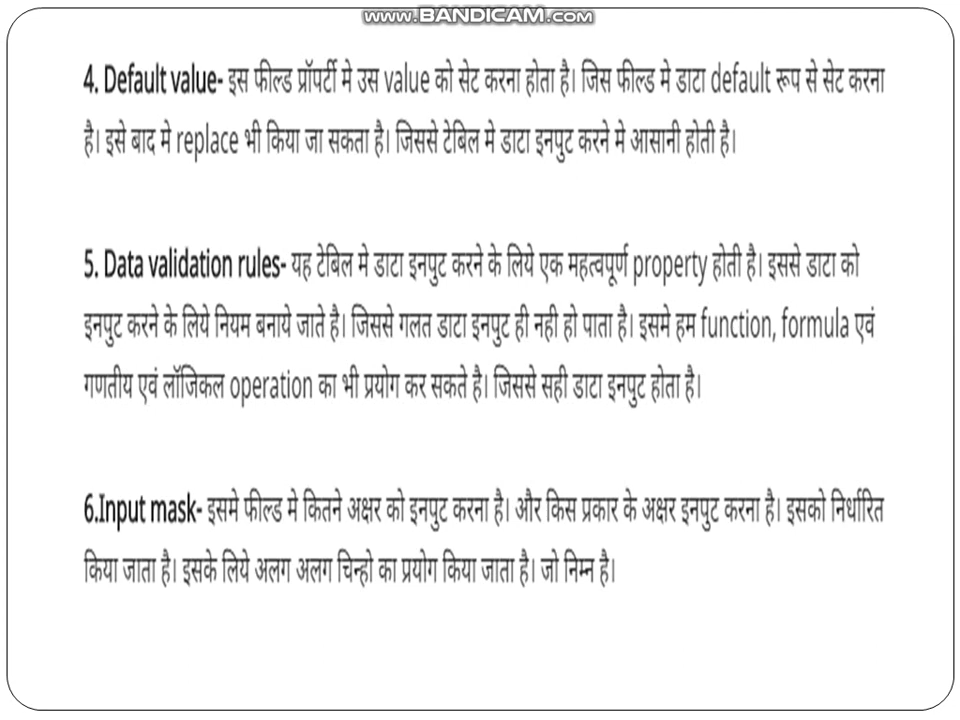 www.BANDICAM.com
4. Default value- इस फील्ड प्रॉपर्टी मे उस value को सेट करना होता है। जिस फील्ड मे डाटा default रूप से सेट करना
है। इसे बाद मे replace भी किया जा सकता है। जिससे टेबिल मे डाटा इनपुट करने मे आसानी होती है।
5. Data validation rules- यह टेबिल मे डाटा इनपुट करने के लिये एक महत्वपूर्ण property होती है। इससे डाटा को
इनपुट करने के लिये नियम बनाये जाते है। जिससे गलत डाटा इनपुट ही नही हो पाता है। इसमे हम function, formula एवं
गणतीय एवं लॉजिकल operation का भी प्रयोग कर सकते है। जिससे सही डाटा इनपुट होता है।
6.Input mask- इसमे फील्ड मे कितने अक्षर को इनपुट करना है। और किस प्रकार के अक्षर इनपुट करना है। इसको निर्धारित
किया जाता है। इसके लिये अलग अलग चिन्हो का प्रयोग किया जाता है। जो निम्न है।